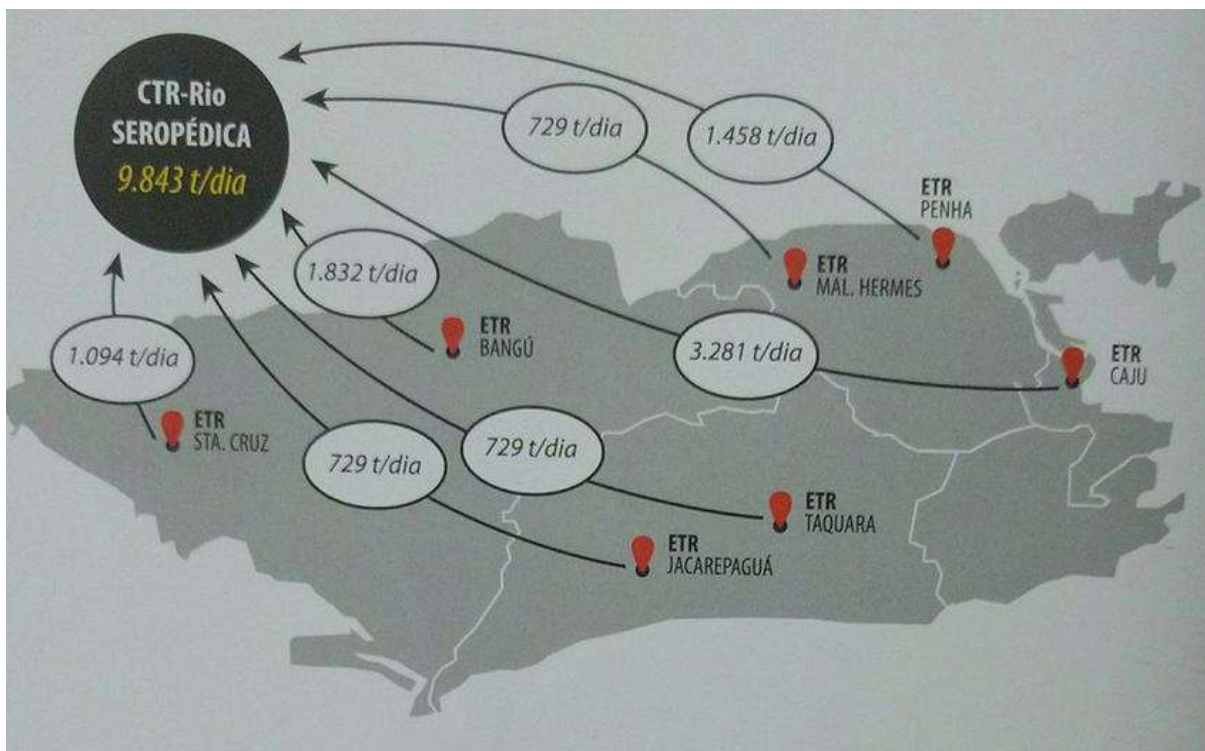 CTR-Rio
SEROPÉDICA
9.843 t/dia
729 t/dia
1.458 t/dia
ETR
PENHA
ETR
MAL. HERMES
1.832 t/dia
ETR
BANGÚ
3.281 t/dia
ETR
CAJU
1.094 t/dia
ETR
STA. CRUZ
729 t/dia
729 t/dia
ETR
TAQUARA
ETR
JACAREPAGUÁ